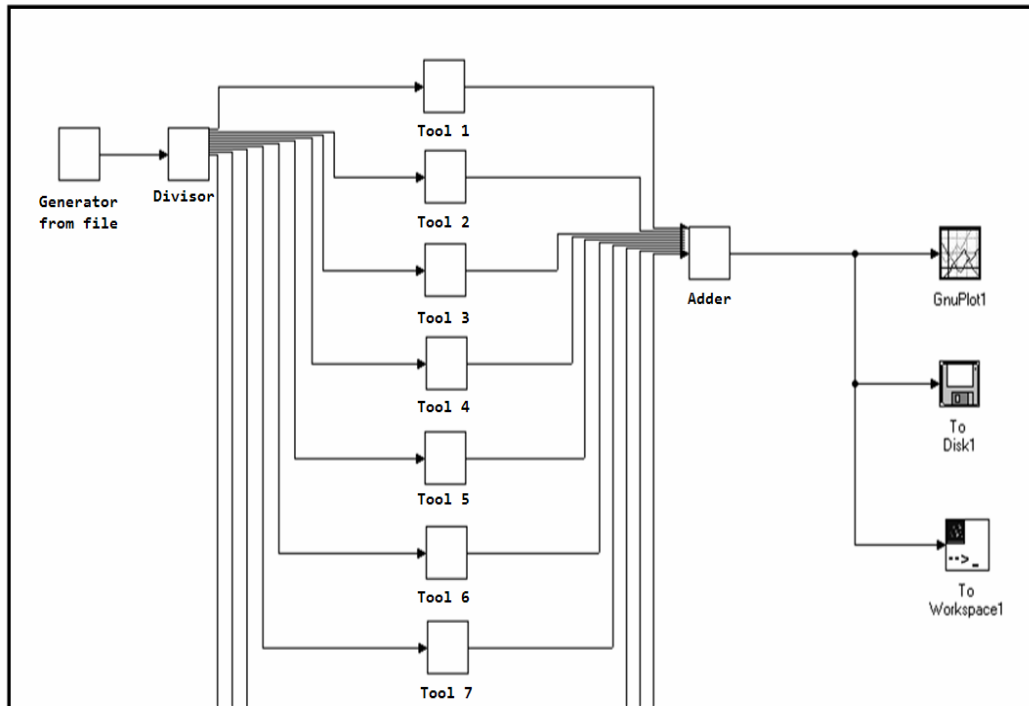 Tool 1
Generator
from file
Divisor
Tool 2
Tool 3
Adder
GnuPlot1
Tool 4
To
Disk1
Tool 5
Tool 6
To
Workspace1
-->_
Tool 7